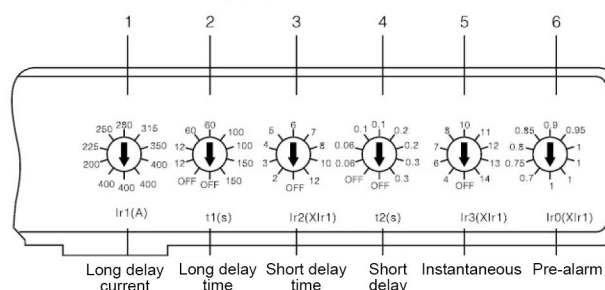 1 2 3 4 5 6
250 280 315 225 350 200 400 400 400 400
60 60 100 12 100 12 150 OFF OFF 150
5 6 7 4 8 3 10 2 OFF 12
0.1 0.1 0.2 0.06 0.2 0.06 0.3 OFF OFF 0.3
8 10 11 7 12 6 13 4 OFF 14
0.85 0.9 0.95 0.8 1 0.75 1 0.7 1 1
Ir1(A) t1(s) Ir2(XIr1) t2(s) Ir3(XIr1) Ir0(XIr1)
Long delay Long delay Short delay Short Instantaneous Pre-alarm
current time time delay